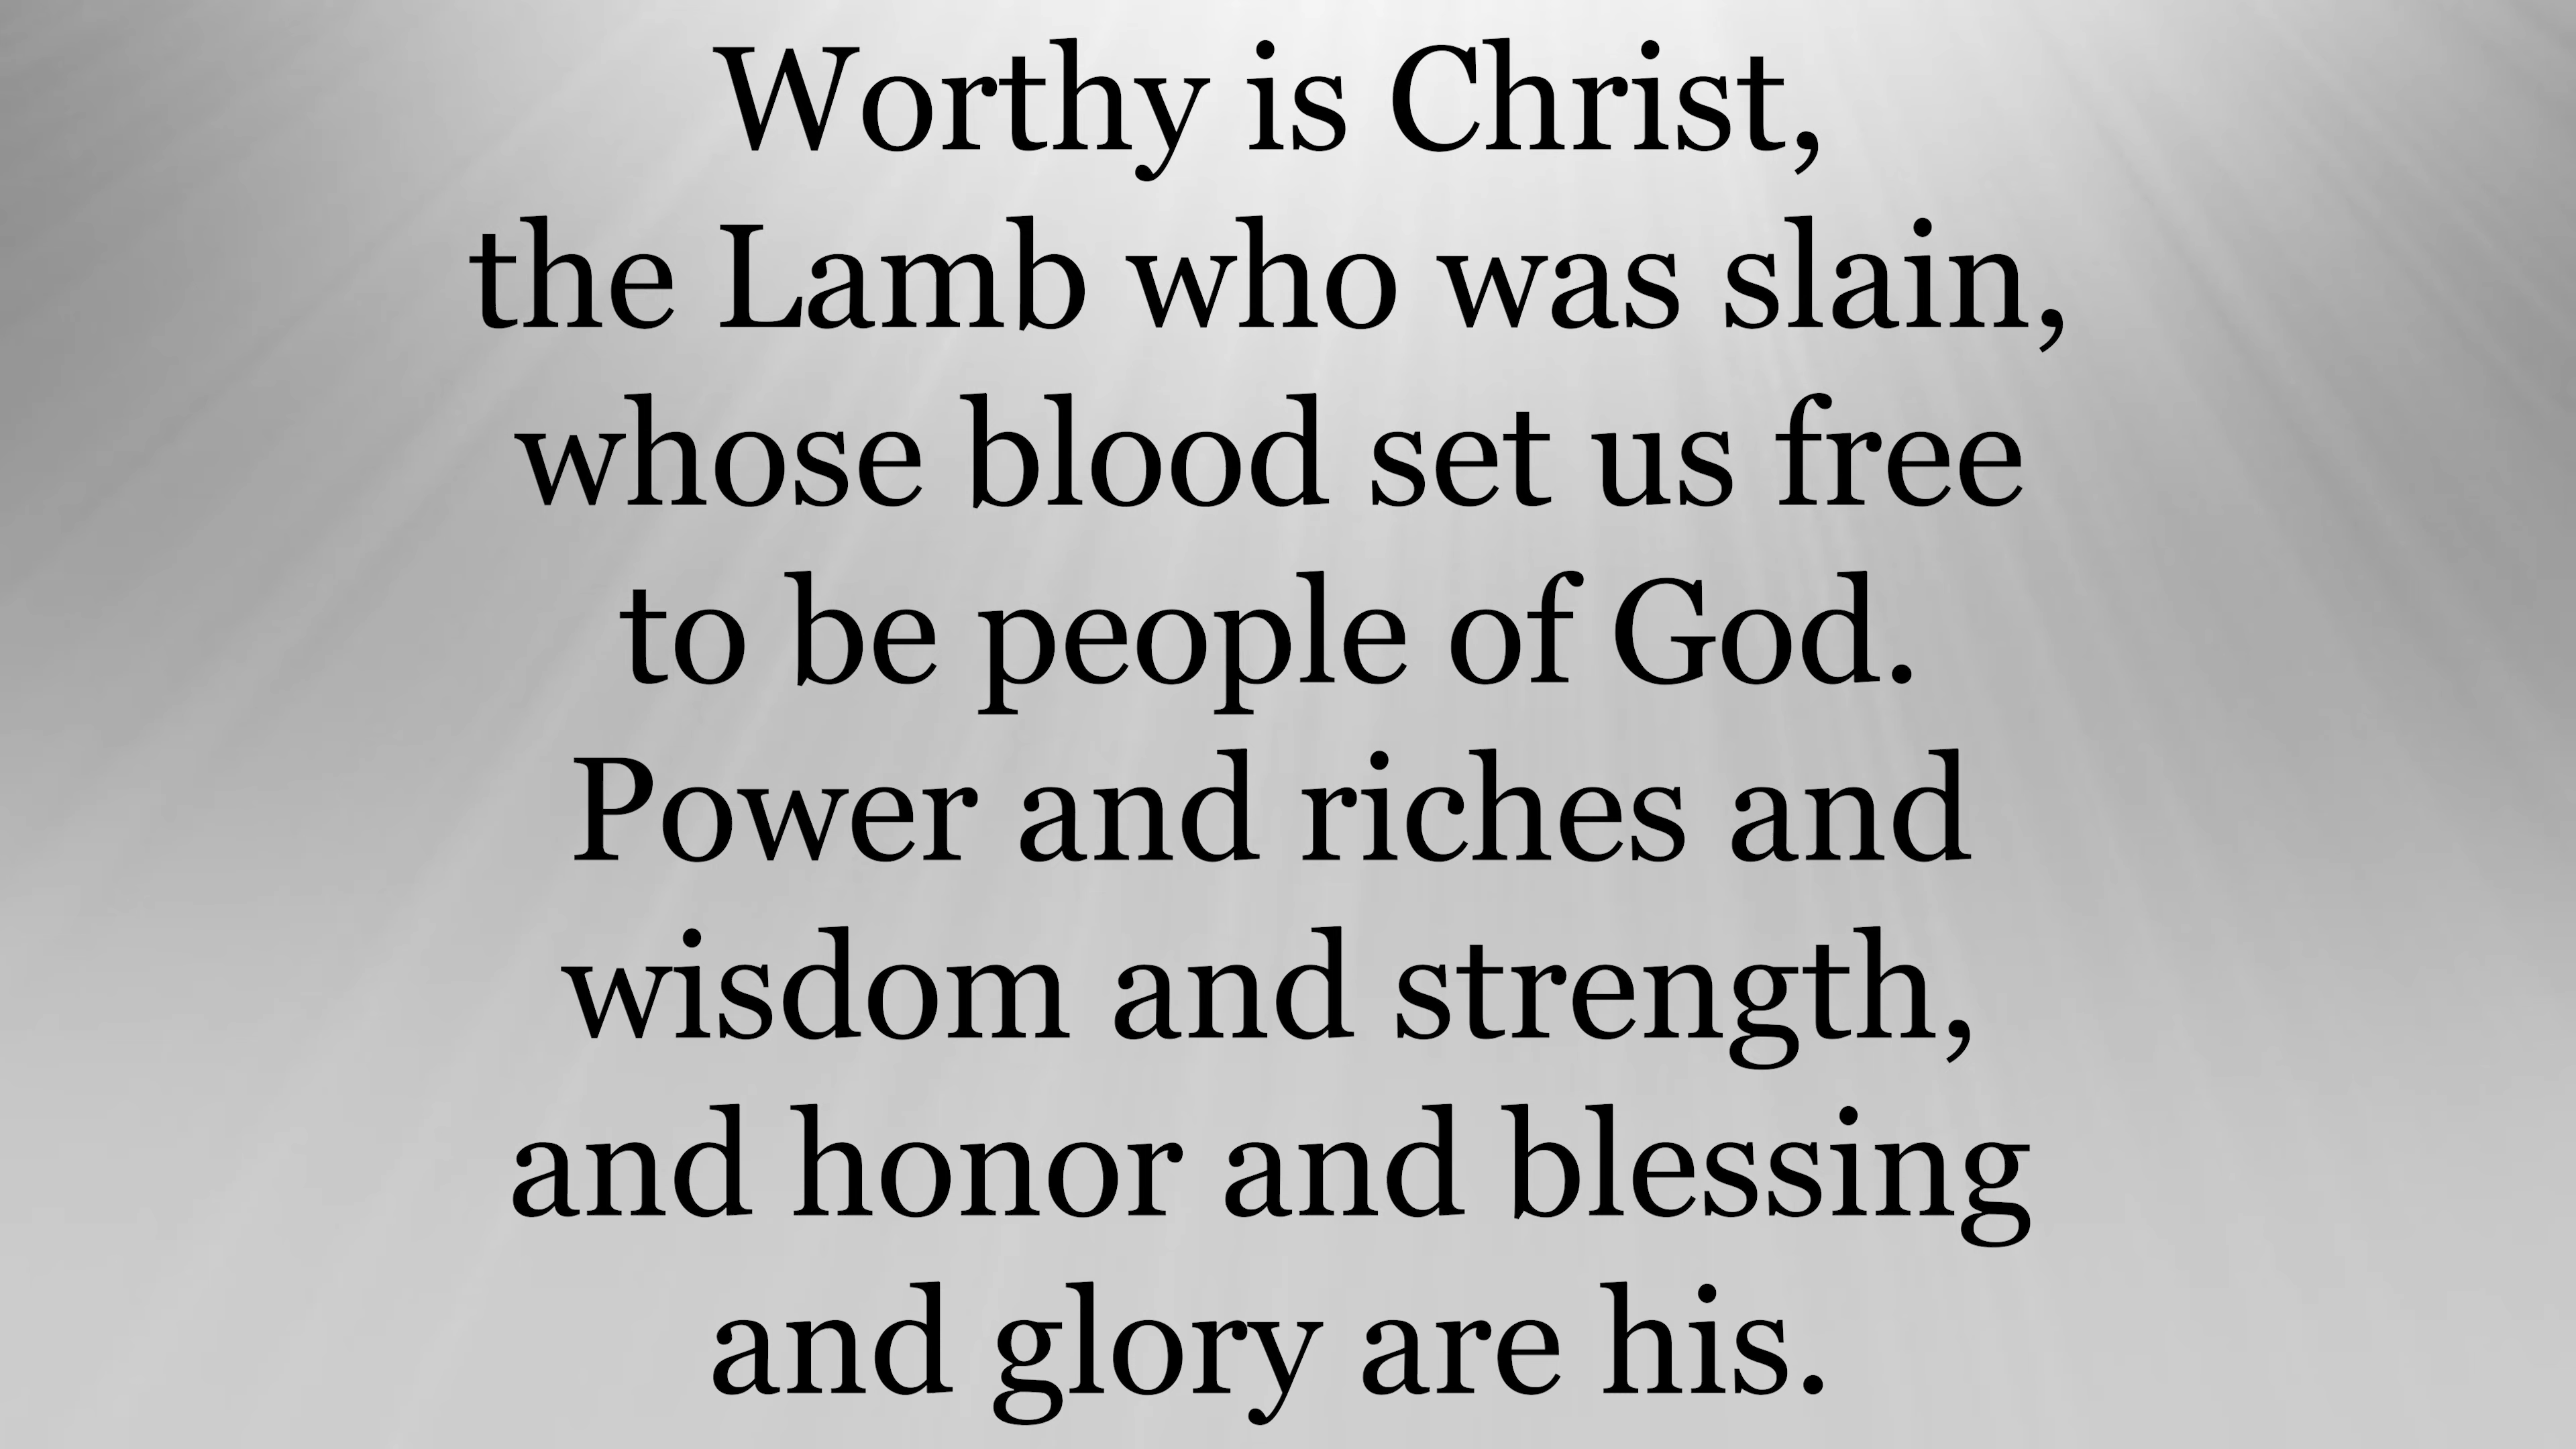 Worthy is Christ,
the Lamb who was slain,
whose blood set us free
to be people of God.
Power and riches and
wisdom and strength,
and honor and blessing
and glory are his.